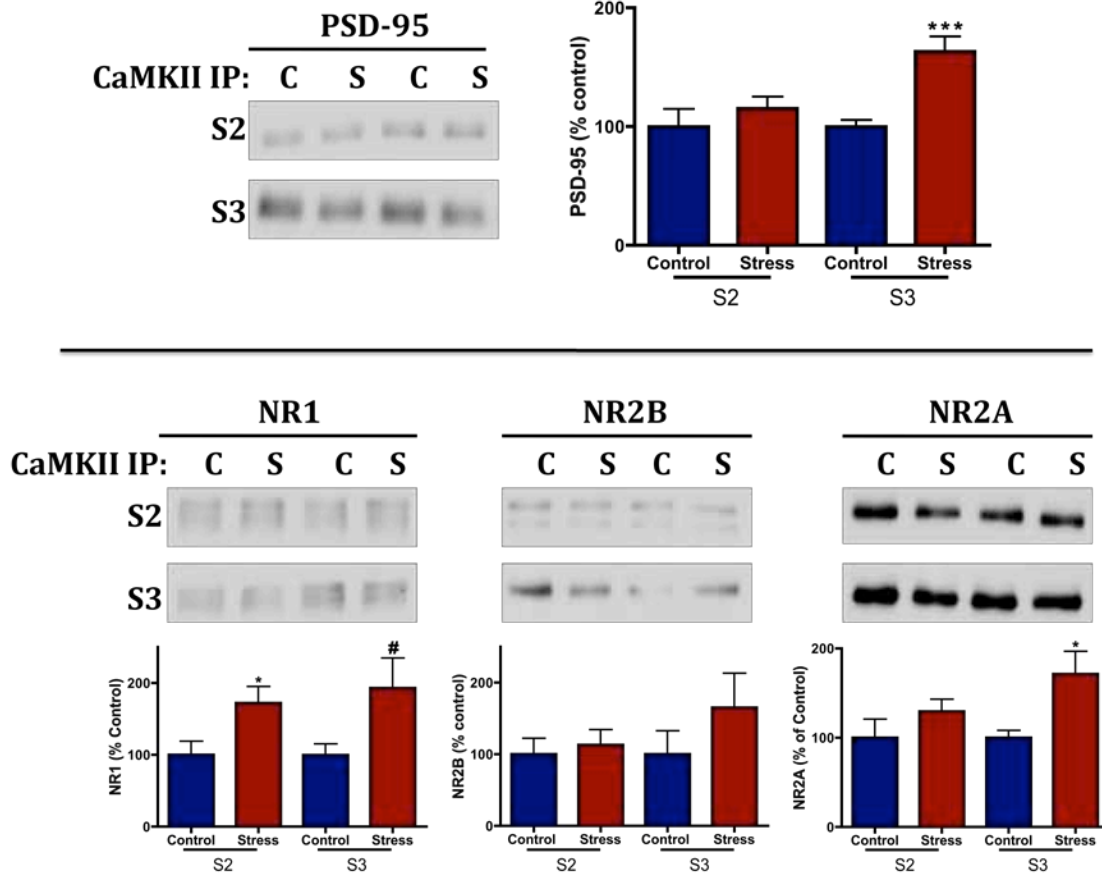 PSD-95
CaMKII IP: C S C S
S2
S3
PSD-95 (% control)
200
100
0
***
Control Stress Control Stress
S2 S3
NR1
CaMKII IP: C S C S
S2
S3
NR1 (% Control)
200
100
0
*
#
Control Stress Control Stress
S2 S3
NR2B
C S C S
NR2B (% control)
200
100
0
Control Stress Control Stress
S2 S3
NR2A
C S C S
NR2A (% of Control)
200
100
0
*
Control Stress Control Stress
S2 S3